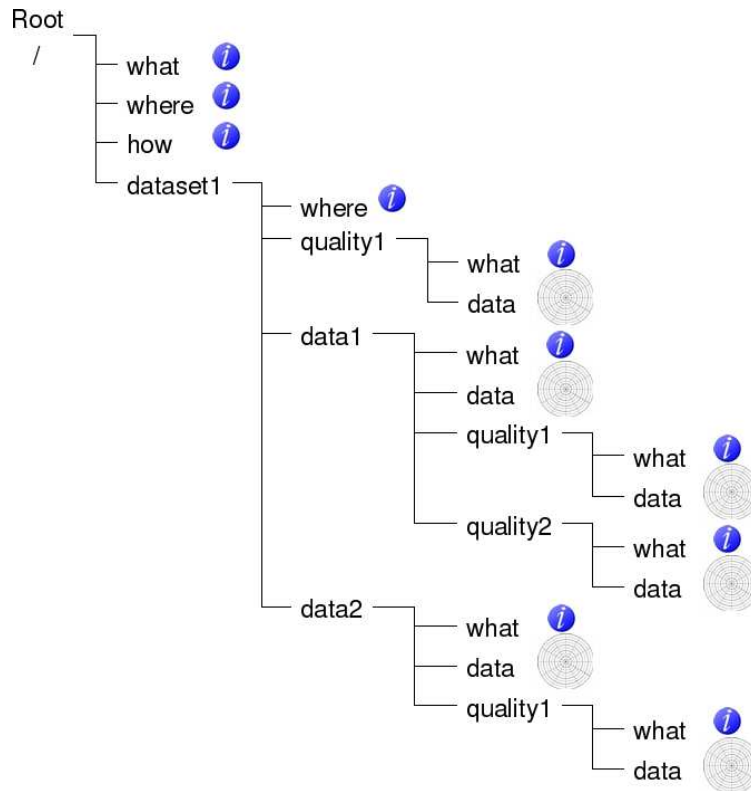 Root
/
what i
where i
how i
dataset1
where i
quality1
what i
data
data1
what i
data
quality1
what i
data
quality2
what i
data
data2
what i
data
quality1
what i
data